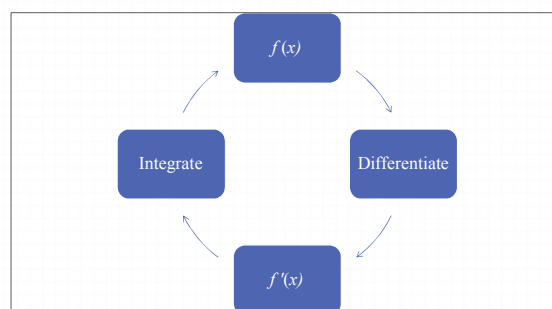 f (x)
Integrate
Differentiate
f '(x)